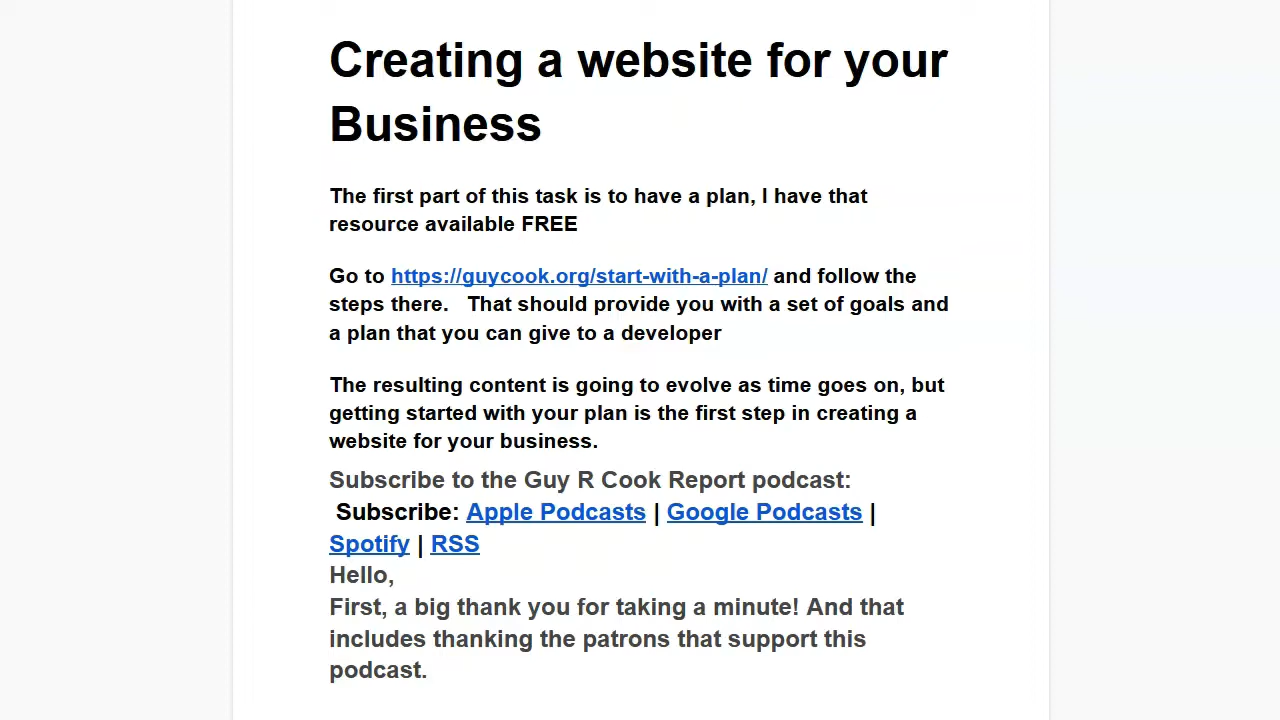 Creating a website for your
Business
The first part of this task is to have a plan, I have that
resource available FREE
Go to https://guycook.org/start-with-a-plan/ and follow the
steps there.   That should provide you with a set of goals and
a plan that you can give to a developer
The resulting content is going to evolve as time goes on, but
getting started with your plan is the first step in creating a
website for your business.
Subscribe to the Guy R Cook Report podcast:
Subscribe: Apple Podcasts | Google Podcasts |
Spotify | RSS
Hello,
First, a big thank you for taking a minute! And that
includes thanking the patrons that support this
podcast.